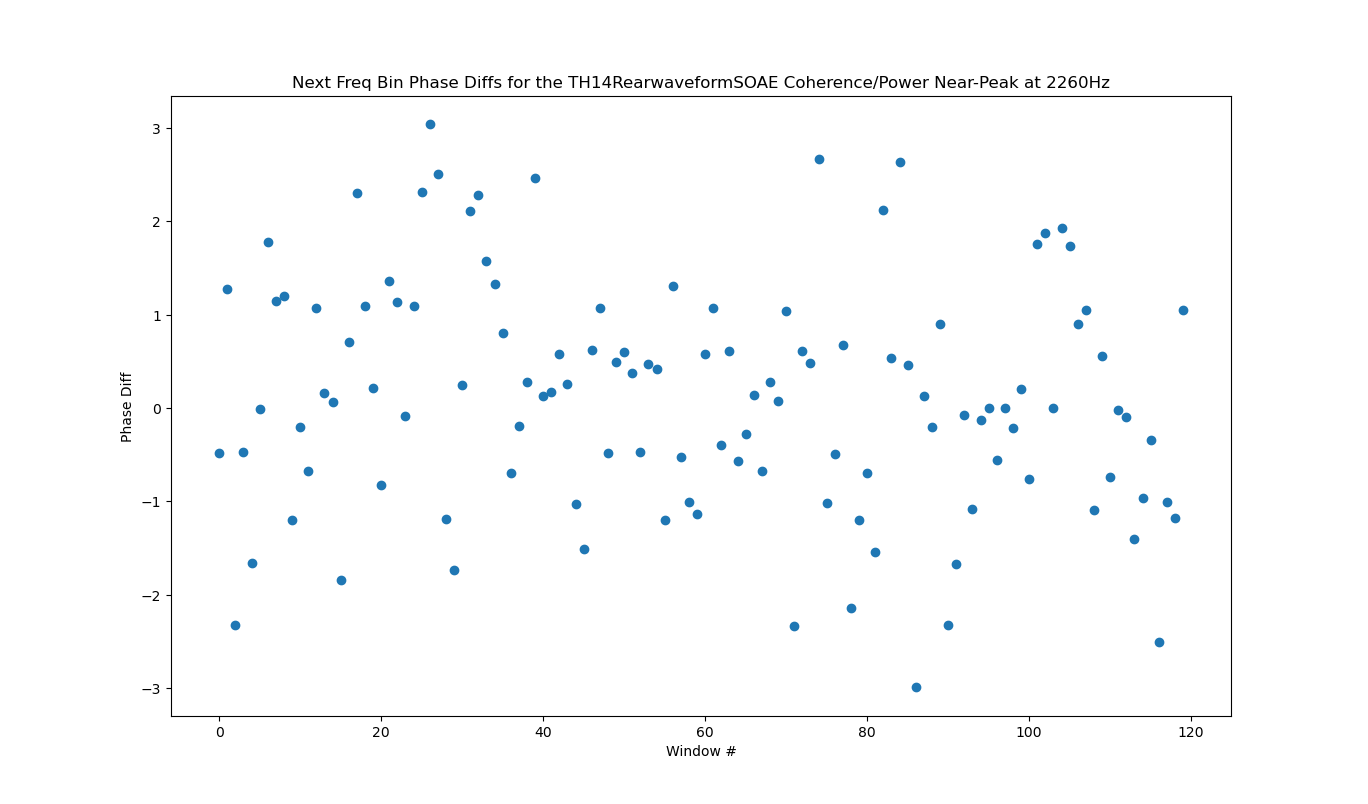 Next Freq Bin Phase Diffs for the TH14RearwaveformSOAE Coherence/Power Near-Peak at 2260Hz
3
2
1
0
−1
−2
−3
Phase Diff
0 20 40 60 80 100 120
Window #